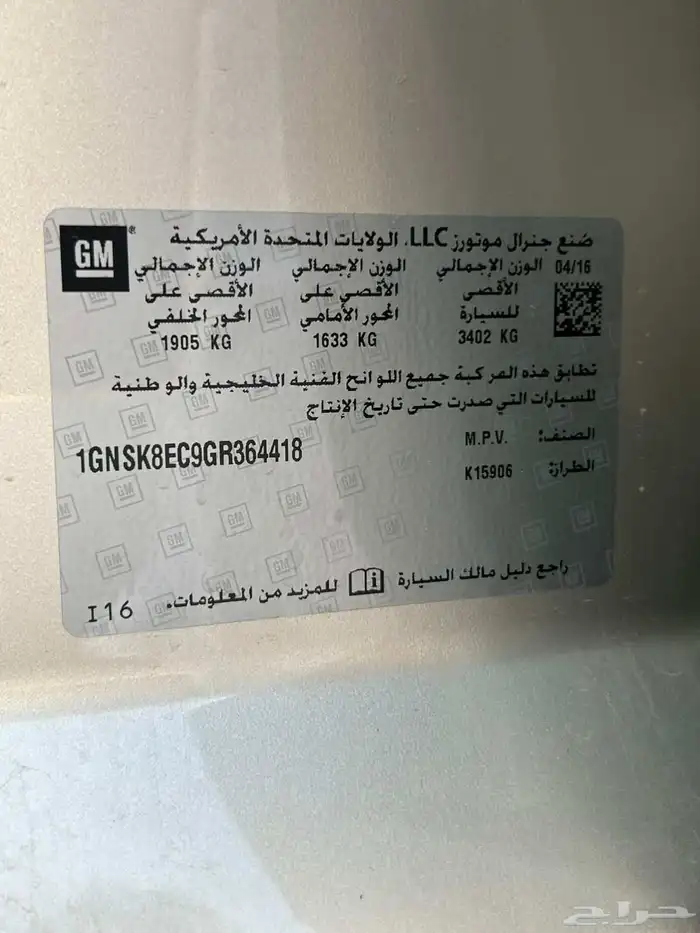 GM
صُنع جنرال موتورز LLC، الولايات المتحدة الأمريكية
04/16 الوزن الإجمالي الأقصى للسيارة 3402 KG
الوزن الإجمالي الأقصى على المحور الأمامي 1633 KG
الوزن الإجمالي الأقصى على المحور الخلفي 1905 KG
تطابق هذه المركبة جميع اللوائح الفنية الخليجية والوطنية
للسيارات التي صدرت حتى تاريخ الإنتاج
الصنف: M.P.V.
1GNSK8EC9GR364418
الطراز: K15906
راجع دليل مالك السيارة للمزيد من المعلومات.
I16
حراج